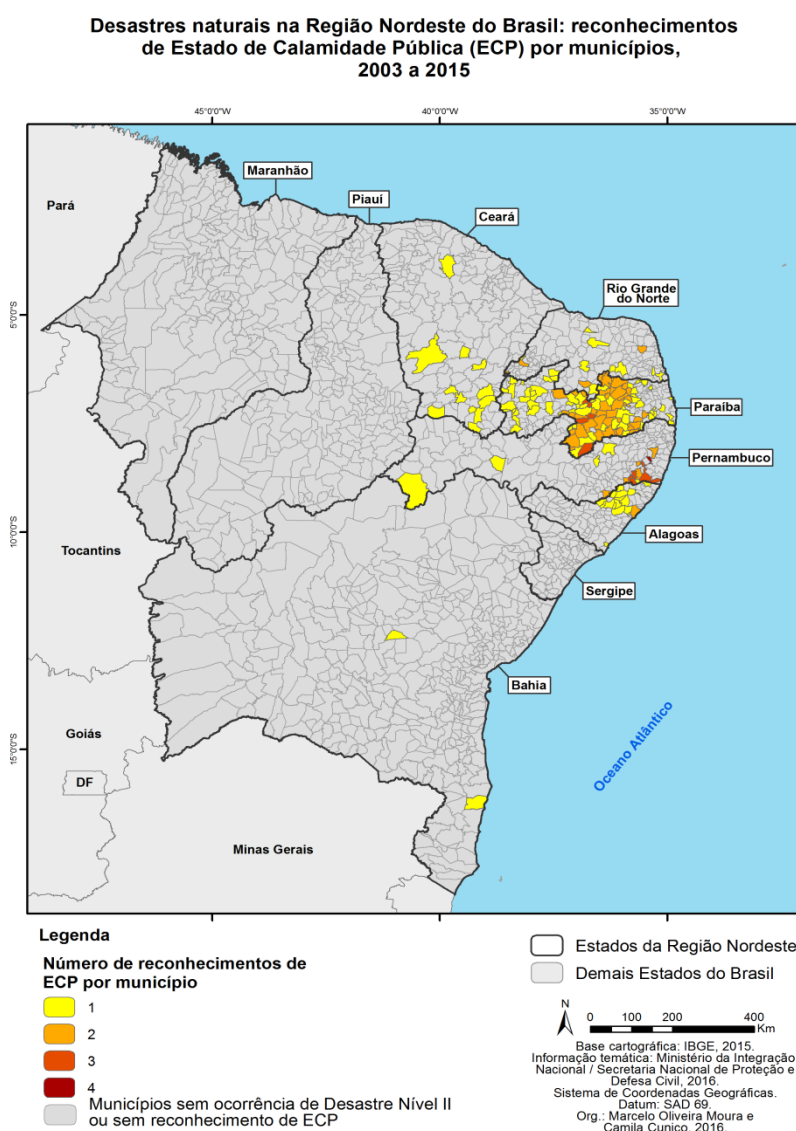 Desastres naturais na Região Nordeste do Brasil: reconhecimentos
de Estado de Calamidade Pública (ECP) por municípios,
2003 a 2015
45°0'0"W
40°0'0"W
35°0'0"W
Maranhão
Pará
Piauí
Ceará
Rio Grande
do Norte
5°0'0"S
Paraíba
Pernambuco
10°0'0"S
Alagoas
Tocantins
Sergipe
Bahia
Oceano Atlântico
Goiás
15°0'0"S
DF
Minas Gerais
Legenda
Número de reconhecimentos de
ECP por município
1
2
3
4
Municípios sem ocorrência de Desastre Nível II
ou sem reconhecimento de ECP
Estados da Região Nordeste
Demais Estados do Brasil
N
0 100 200 400
Km
Base cartográfica: IBGE, 2015.
Informação temática: Ministério da Integração
Nacional / Secretaria Nacional de Proteção e
Defesa Civil, 2016.
Sistema de Coordenadas Geográficas.
Datum: SAD 69.
Org.: Marcelo Oliveira Moura e
Camila Cunico, 2016.